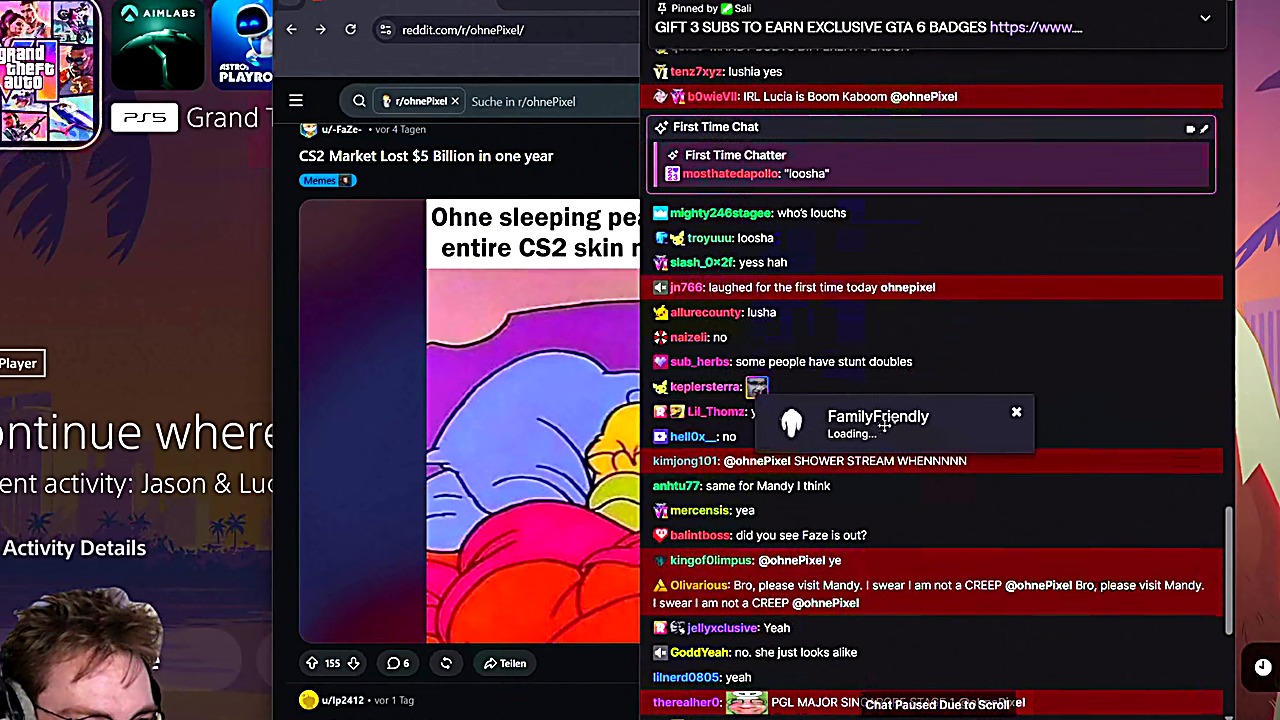 grand
theft
auto
AIMLABS
ASTRO'S
PLAYRO
PS5 Grand T
Player
ontinue where
ent activity: Jason & Luc
Activity Details
reddit.com/r/ohnePixel/
r/ohnePixel
Suche in r/ohnePixel
u/-FaZe- • vor 4 Tagen
CS2 Market Lost $5 Billion in one year
Memes
Ohne sleeping pea
entire CS2 skin
155
6
Teilen
u/lp2412 • vor 1 Tag
Pinned by Sali
GIFT 3 SUBS TO EARN EXCLUSIVE GTA 6 BADGES https://www....
tenz7xyz: lushia yes
b0wieVll: IRL Lucia is Boom Kaboom @ohnePixel
First Time Chat
First Time Chatter
mosthatedapollo: "loosha"
mighty246stagee: who's louchs
troyuuu: loosha
slash_0x2f: yess hah
jn766: laughed for the first time today ohnepixel
allurecounty: lusha
naizeli: no
sub_herbs: some people have stunt doubles
keplersterra:
Lil_Thomz: y
FamilyFriendly
Loading...
hell0x__: no
kimjong101: @ohnePixel SHOWER STREAM WHENNNNN
anhtu77: same for Mandy I think
mercensis: yea
balintboss: did you see Faze is out?
kingof0limpus: @ohnePixel ye
Olivarious: Bro, please visit Mandy. I swear I am not a CREEP @ohnePixel Bro, please visit Mandy.
I swear I am not a CREEP @ohnePixel
jellyxclusive: Yeah
GoddYeah: no. she just looks alike
lilnerd0805: yeah
therealher0: PGL MAJOR
Chat Paused Due to Scroll